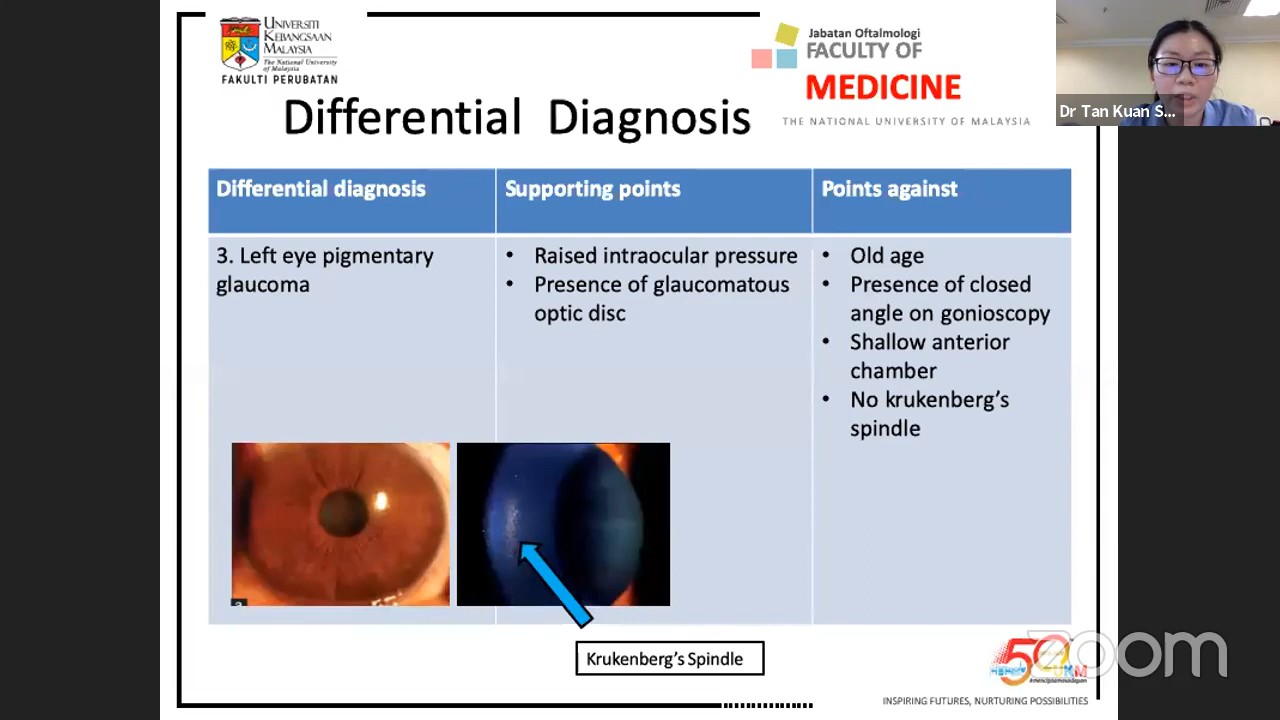 UNIVERSITI
KEBANGSAAN
MALAYSIA
The National University
of Malaysia
FAKULTI PERUBATAN
Jabatan Oftalmologi
FACULTY OF
MEDICINE
THE NATIONAL UNIVERSITY OF MALAYSIA
Dr Tan Kuan S...
Differential Diagnosis
Differential diagnosis
Supporting points
Points against
3. Left eye pigmentary
glaucoma
• Raised intraocular pressure
• Presence of glaucomatous
optic disc
• Old age
• Presence of closed
angle on gonioscopy
• Shallow anterior
chamber
• No krukenberg's
spindle
Krukenberg's Spindle
zoom
INSPIRING FUTURES, NURTURING POSSIBILITIES